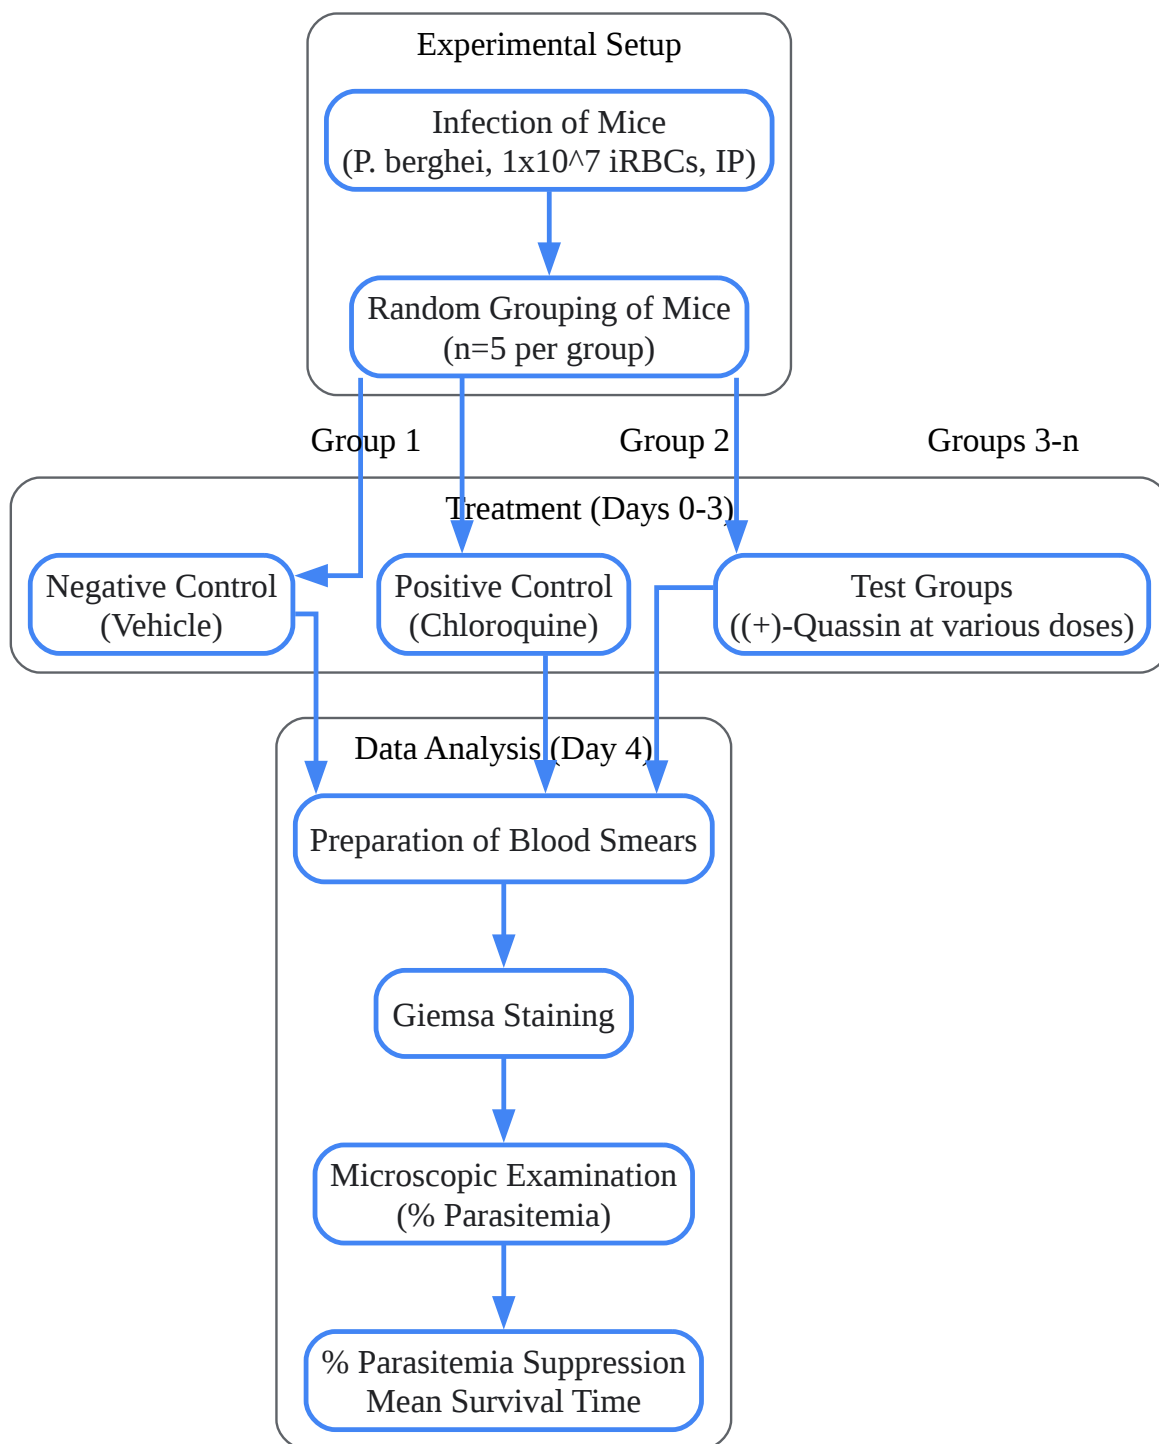 Experimental Setup
Infection of Mice
(P. berghei, 1x10^7 iRBCs, IP)
Random Grouping of Mice
(n=5 per group)
Group 1
Group 2
Groups 3-n
Treatment (Days 0-3)
Negative Control
(Vehicle)
Positive Control
(Chloroquine)
Test Groups
((+)-Quassin at various doses)
Data Analysis (Day 4)
Preparation of Blood Smears
Giemsa Staining
Microscopic Examination
(% Parasitemia)
% Parasitemia Suppression
Mean Survival Time